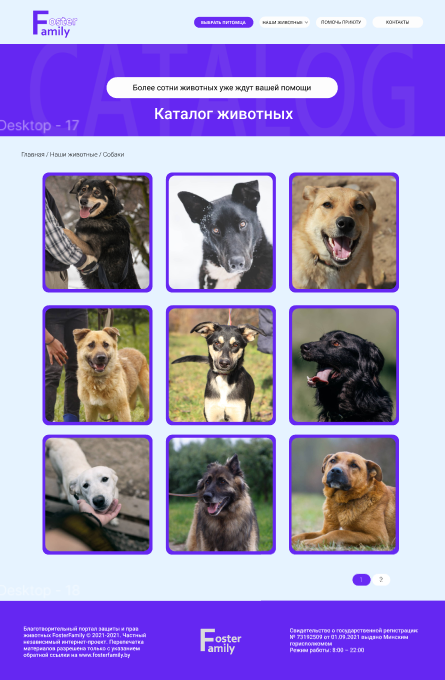 Foster
Family
ВЫБРАТЬ ПИТОМЦА
НАШИ ЖИВОТНЫЕ
ПОМОЧЬ ПРИЮТУ
КОНТАКТЫ
CATALOG
Более сотни животных уже ждут вашей помощи
Каталог животных
Desktop - 17
Главная / Наши животные / Собаки
1
2
Desktop - 18
Благотворительный портал защиты и прав
животных FosterFamily © 2021-2021. Частный
независимый интернет-проект. Перепечатка
материалов разрешена только с указанием
обратной ссылки на www.fosterfamily.by
Foster
Family
Свидетельство о государственной регистрации:
№ 73192509 от 01.09.2021 выдано Минским
горисполкомом
Режим работы: 8:00 – 22:00